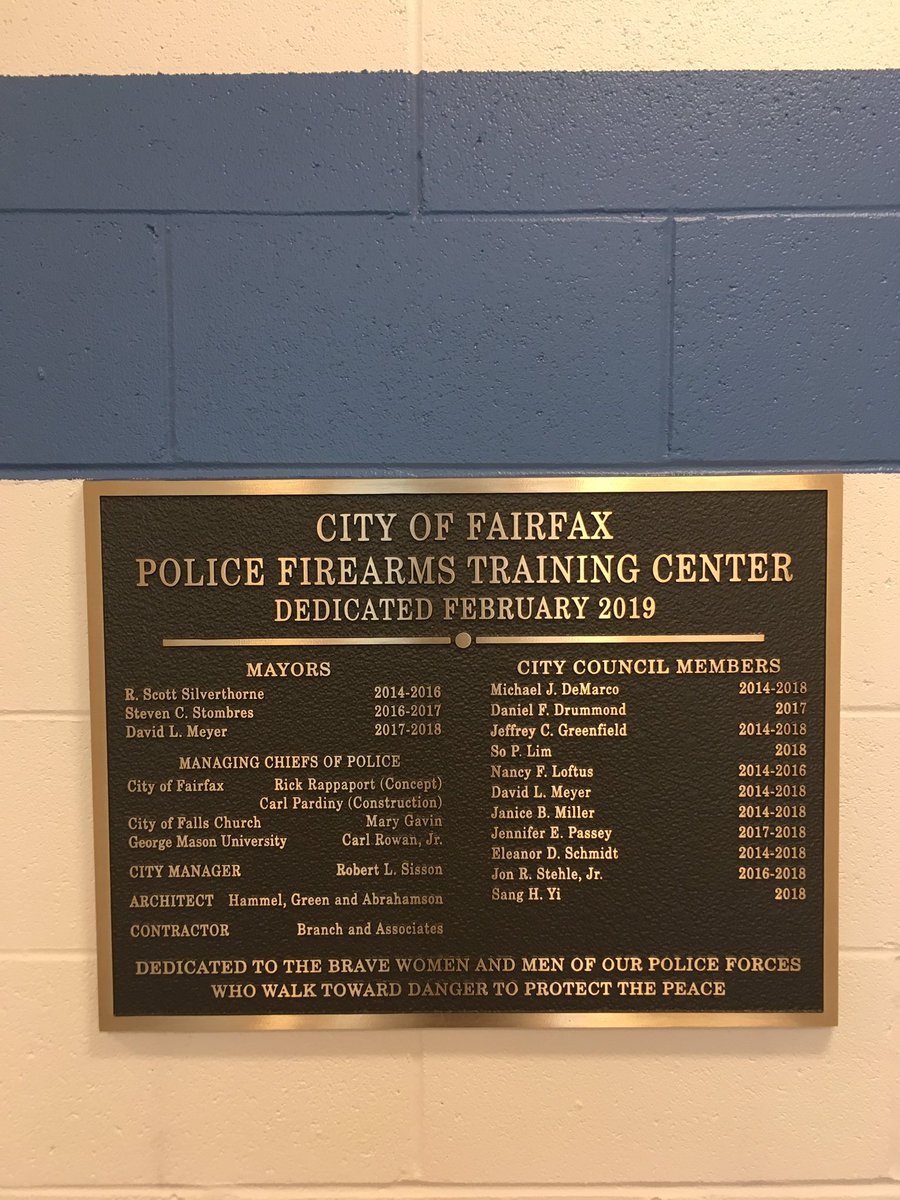 CITY OF FAIRFAX
POLICE FIREARMS TRAINING CENTER
DEDICATED FEBRUARY 2019
MAYORS
R. Scott Silverthorne 2014-2016
Steven C. Stombres 2016-2017
David L. Meyer 2017-2018
MANAGING CHIEFS OF POLICE
City of Fairfax Rick Rappaport (Concept)
Carl Pardiny (Construction)
City of Falls Church Mary Gavin
George Mason University Carl Rowan, Jr.
CITY MANAGER Robert L. Sisson
ARCHITECT Hammel, Green and Abrahamson
CONTRACTOR Branch and Associates
CITY COUNCIL MEMBERS
Michael J. DeMarco 2014-2018
Daniel F. Drummond 2017
Jeffrey C. Greenfield 2014-2018
So P. Lim 2018
Nancy F. Loftus 2014-2016
David L. Meyer 2014-2018
Janice B. Miller 2014-2018
Jennifer E. Passey 2017-2018
Eleanor D. Schmidt 2014-2018
Jon R. Stehle, Jr. 2016-2018
Sang H. Yi 2018
DEDICATED TO THE BRAVE WOMEN AND MEN OF OUR POLICE FORCES
WHO WALK TOWARD DANGER TO PROTECT THE PEACE